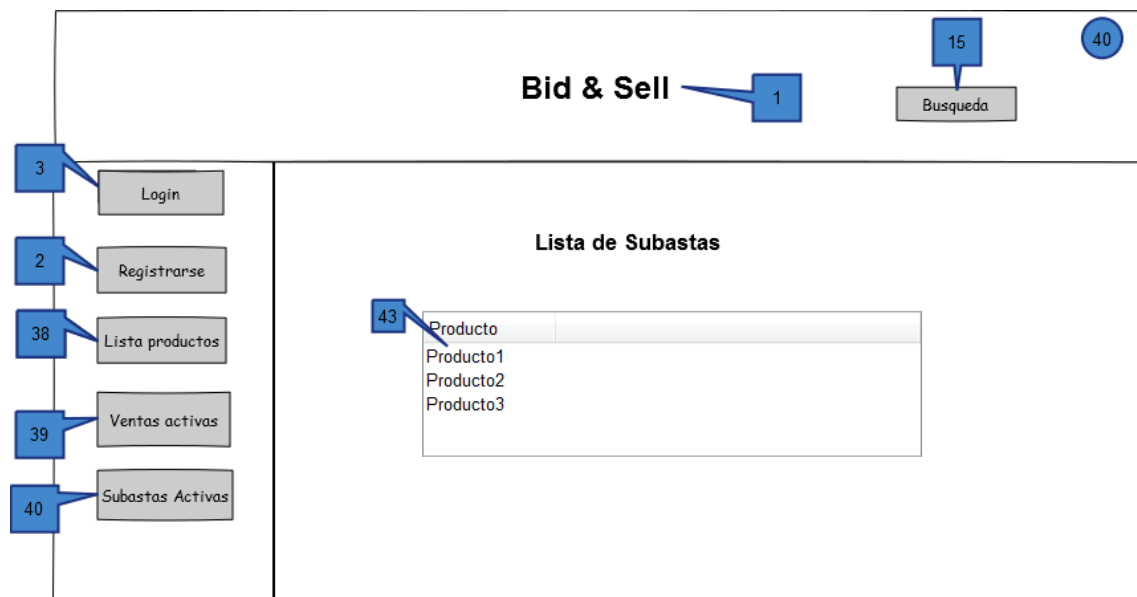 15
40
Bid & Sell
1
Busqueda
3
Login
2
Registrarse
38
Lista productos
39
Ventas activas
40
Subastas Activas
Lista de Subastas
43
Producto
Producto1
Producto2
Producto3